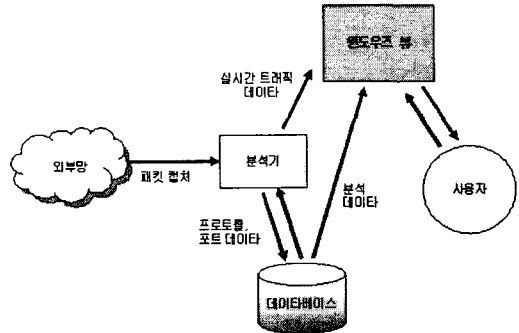 윈도우즈 뷰
실시간 트래픽
데이타
외부망
패킷 캡쳐
분석기
분석
데이타
사용자
프로토콜,
포트 데이타
데이타베이스